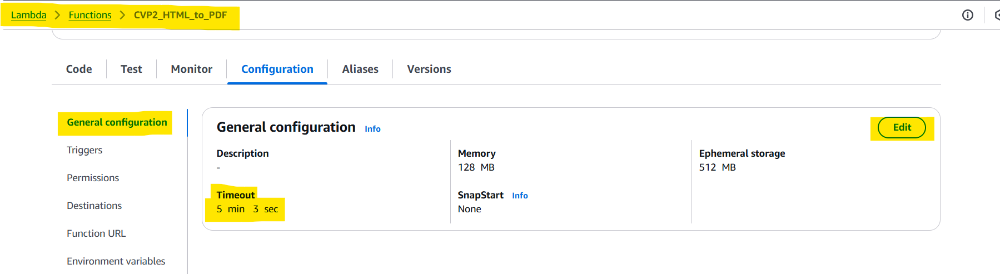 Lambda > Functions > CVP2_HTML_to_PDF
Code Test Monitor Configuration Aliases Versions
General configuration
Triggers
Permissions
Destinations
Function URL
Environment variables
General configuration Info
Edit
Description
-
Memory
128 MB
Ephemeral storage
512 MB
Timeout
5 min 3 sec
SnapStart Info
None